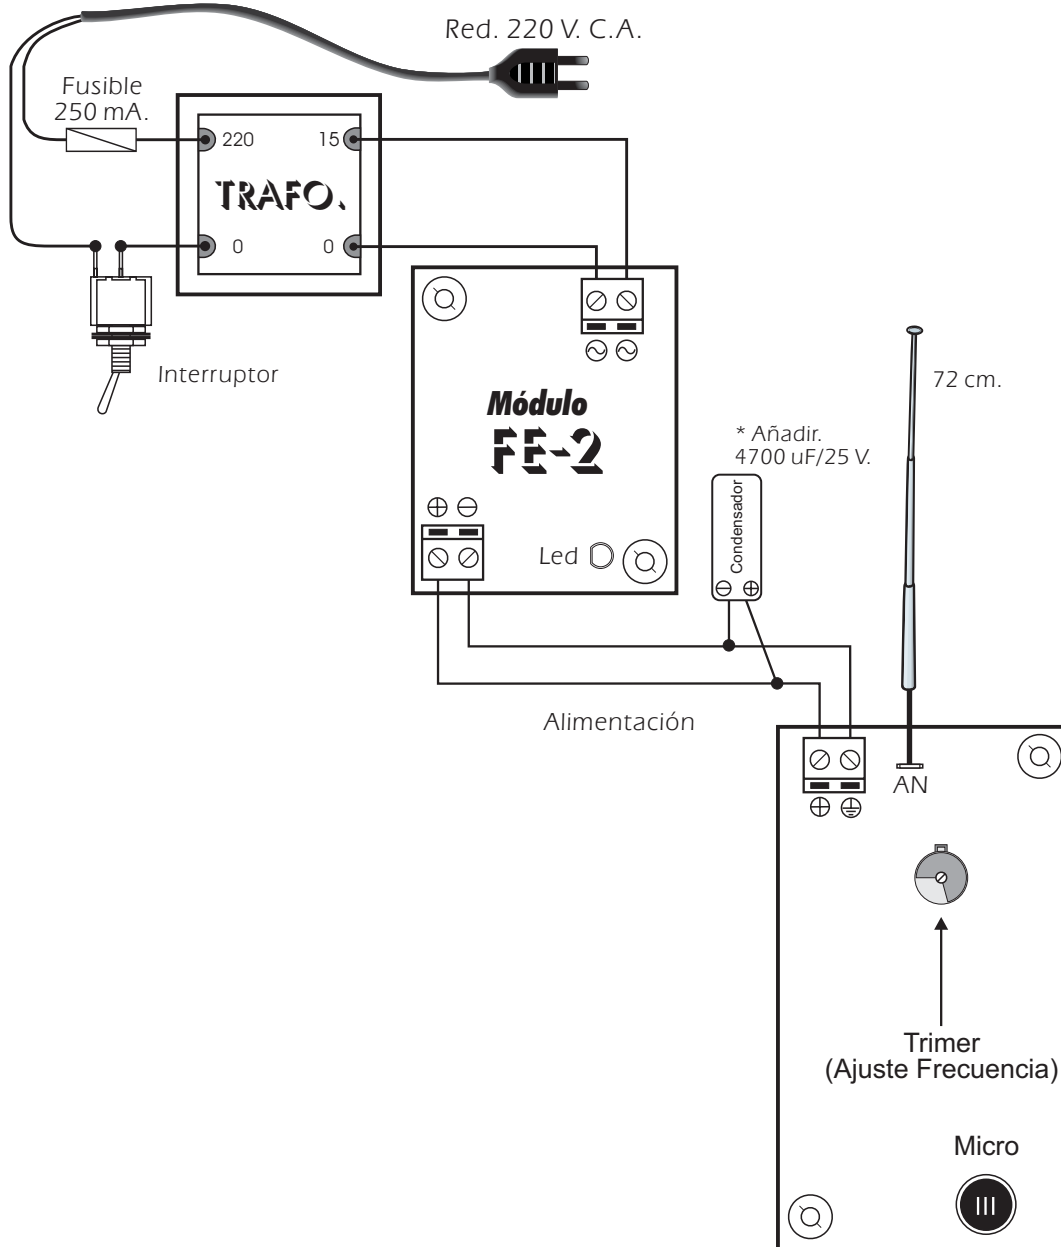 Red. 220 V. C.A.
Fusible
250 mA.
220
15
TRAFO.
0
0
Interruptor
Módulo
FE-2
Led
* Añadir.
4700 uF/25 V.
Condensador
72 cm.
Alimentación
AN
Trimer
(Ajuste Frecuencia)
Micro